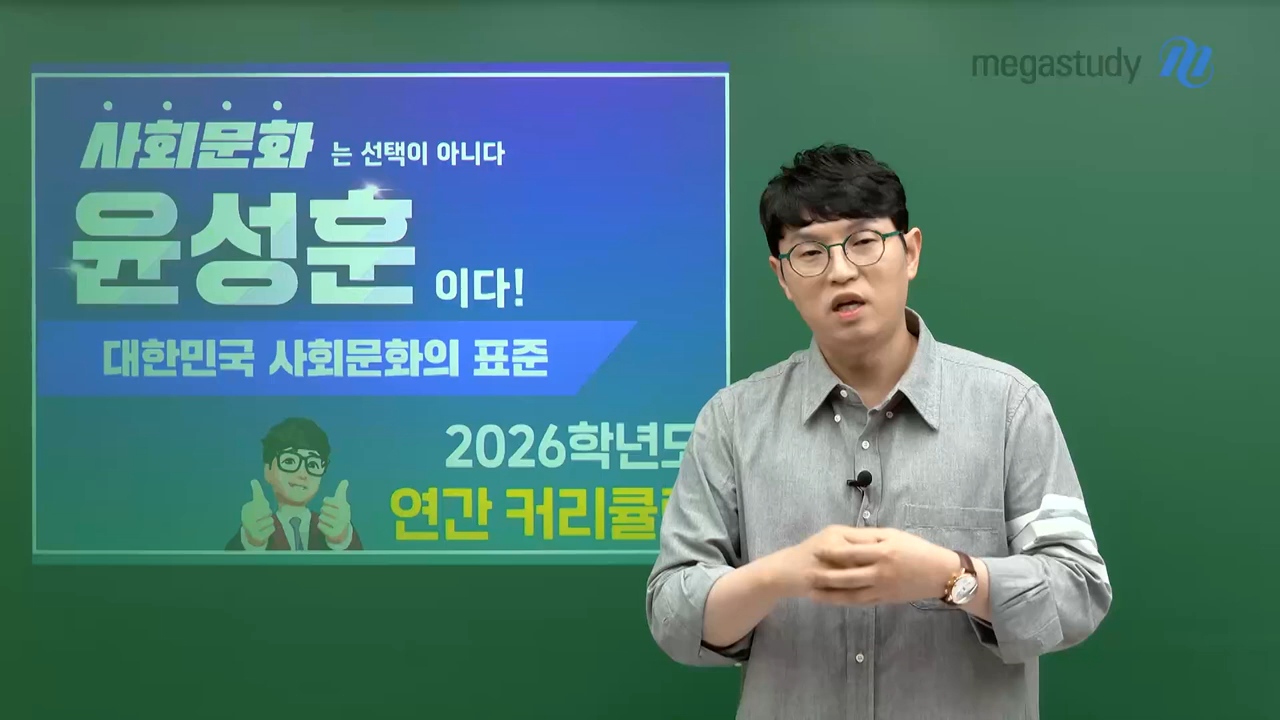 megastudy
사회문화는 선택이 아니다
윤성훈이다!
대한민국 사회문화의 표준
2026학년도
연간 커리큘